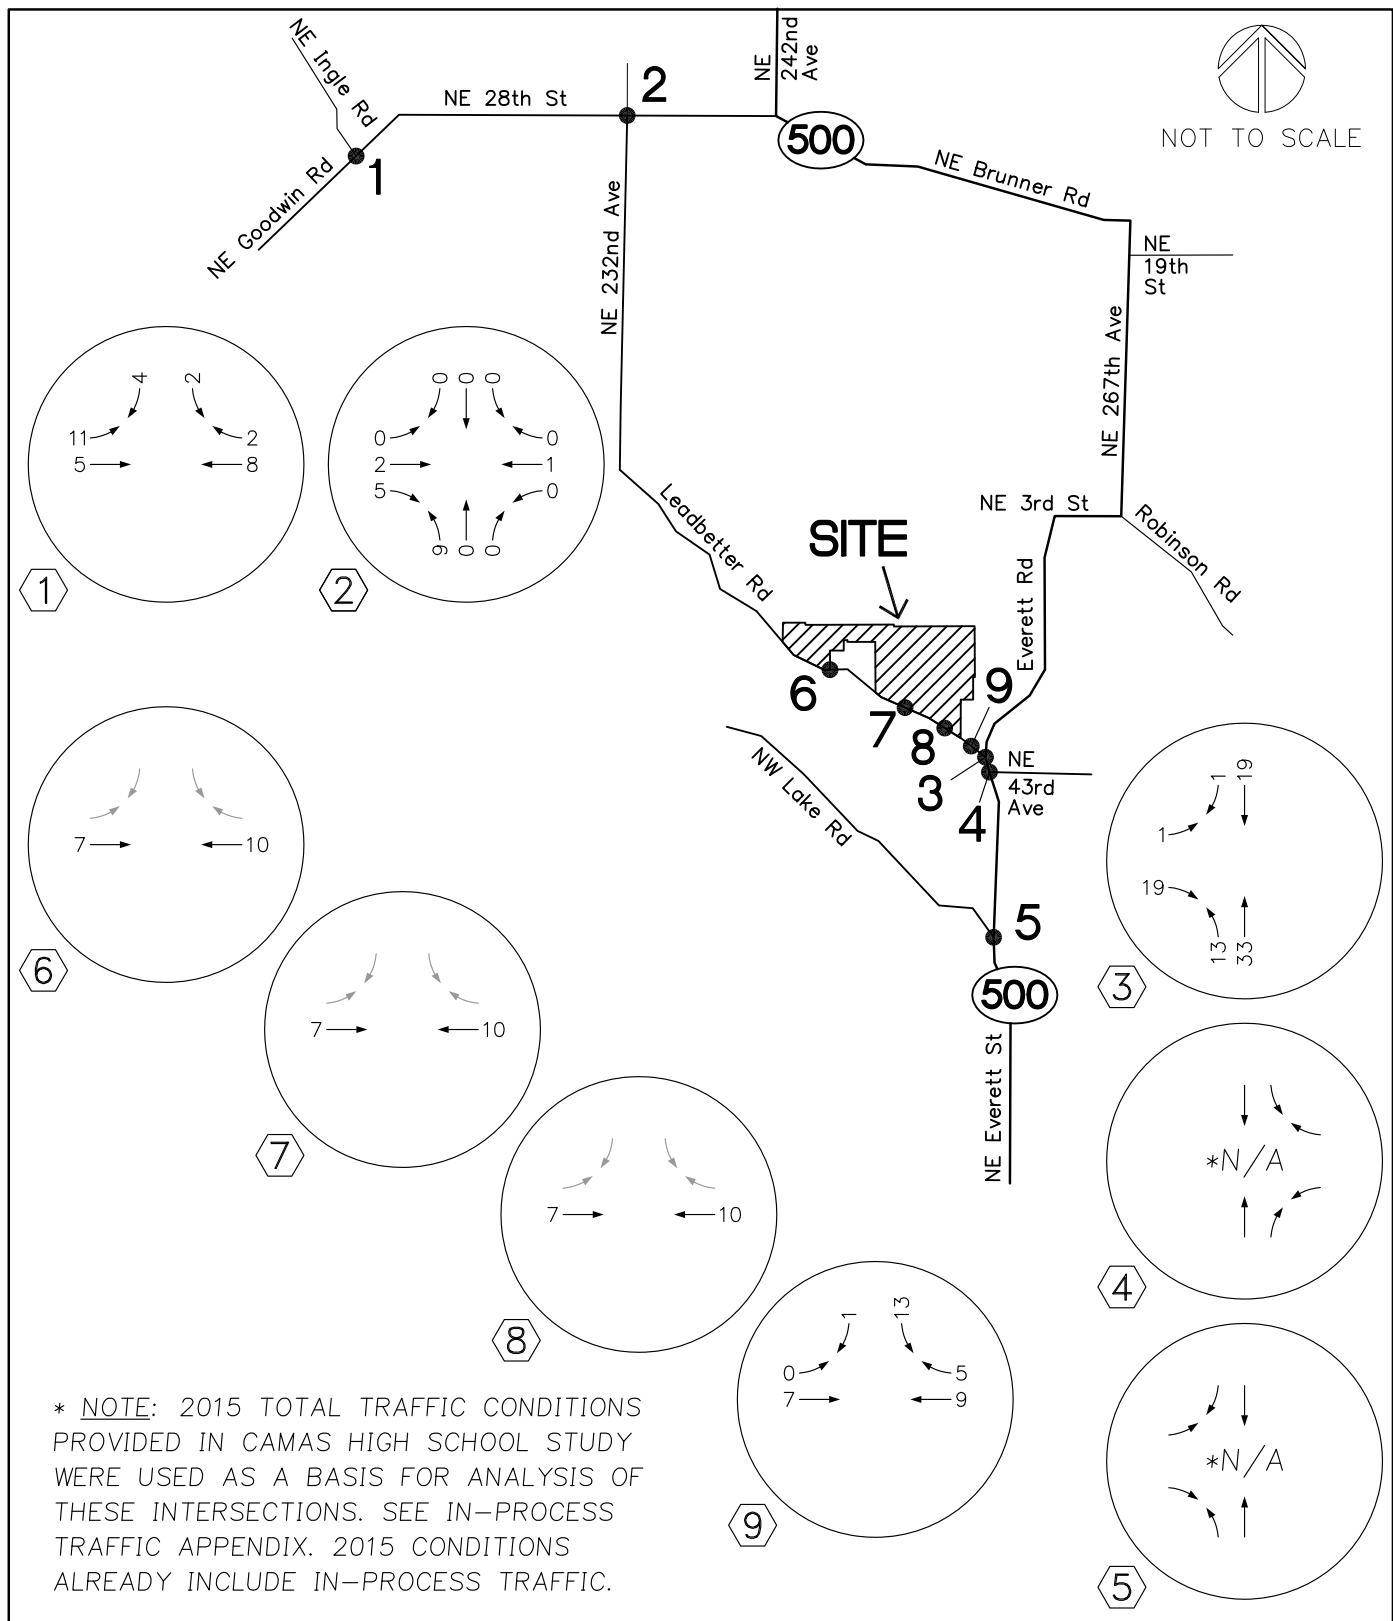 NE Ingle Rd
NE 28th St
2
NE
242nd
Ave
500
NOT TO SCALE
1
NE Goodwin Rd
NE 232nd Ave
NE Brunner Rd
NE
19th
St
NE 267th Ave
4 2
11 2
5 8
1
0 0 0
0 0
2 1
5 0
9 0 0
2
Leadbetter Rd
NE 3rd St
Robinson Rd
SITE
Everett Rd
6
7
8
9
3
4
NE
43rd
Ave
NW Lake Rd
5
500
NE Everett St
7 10
6
7 10
7
7 10
8
1 13
0 5
7 9
9
1 19
1
19
13 33
3
*N/A
4
*N/A
5
* NOTE: 2015 TOTAL TRAFFIC CONDITIONS
PROVIDED IN CAMAS HIGH SCHOOL STUDY
WERE USED AS A BASIS FOR ANALYSIS OF
THESE INTERSECTIONS. SEE IN-PROCESS
TRAFFIC APPENDIX. 2015 CONDITIONS
ALREADY INCLUDE IN-PROCESS TRAFFIC.